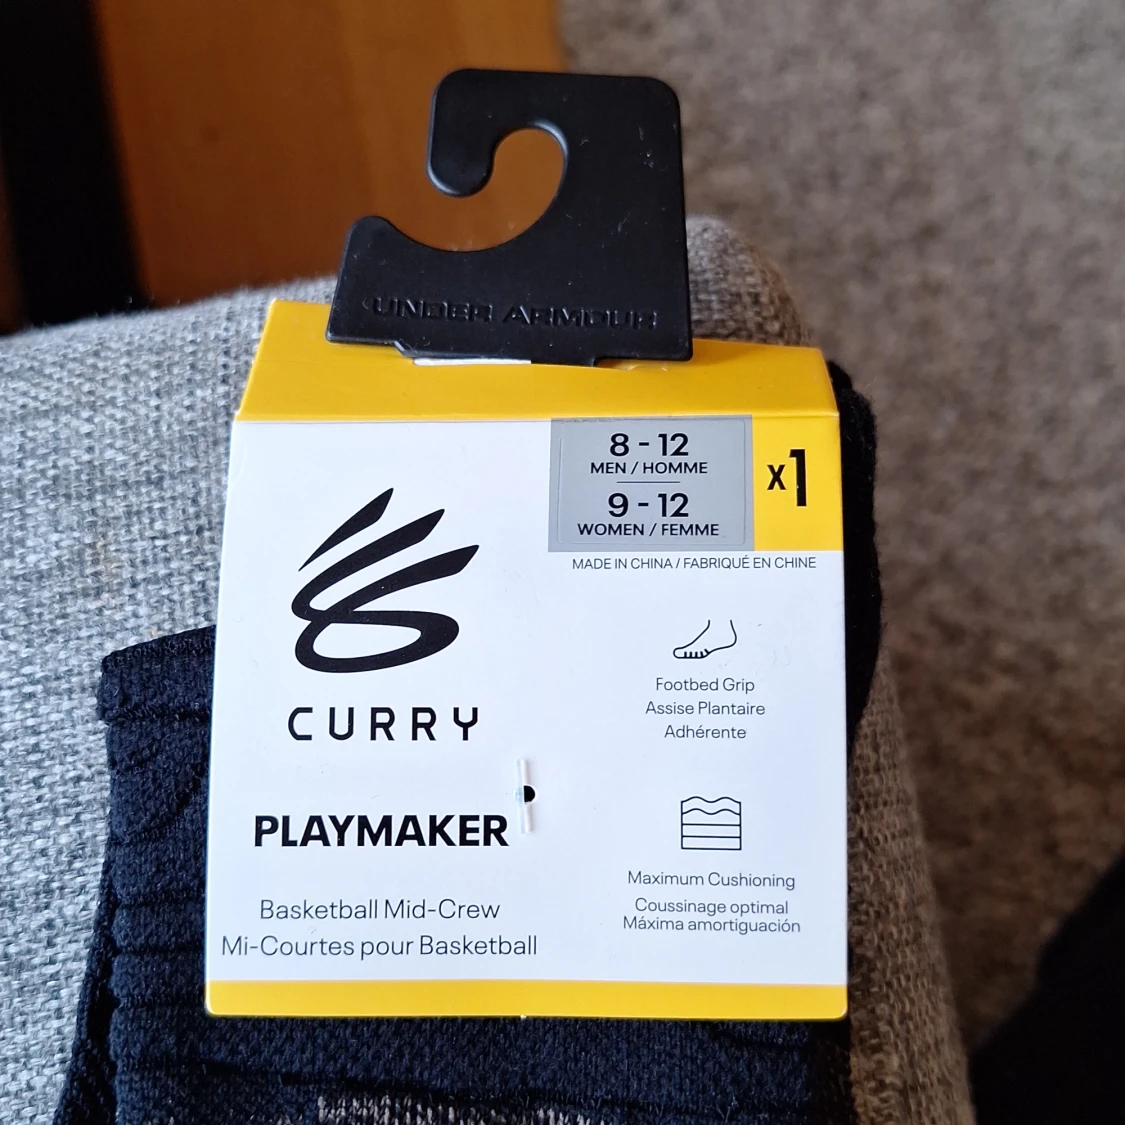 UNDER ARMOUR
8 - 12
MEN / HOMME
9 - 12
WOMEN / FEMME
x1
MADE IN CHINA / FABRIQUÉ EN CHINE
CURRY
PLAYMAKER
Basketball Mid-Crew
Mi-Courtes pour Basketball
Footbed Grip
Assise Plantaire
Adhérente
Maximum Cushioning
Coussinage optimal
Máxima amortiguación